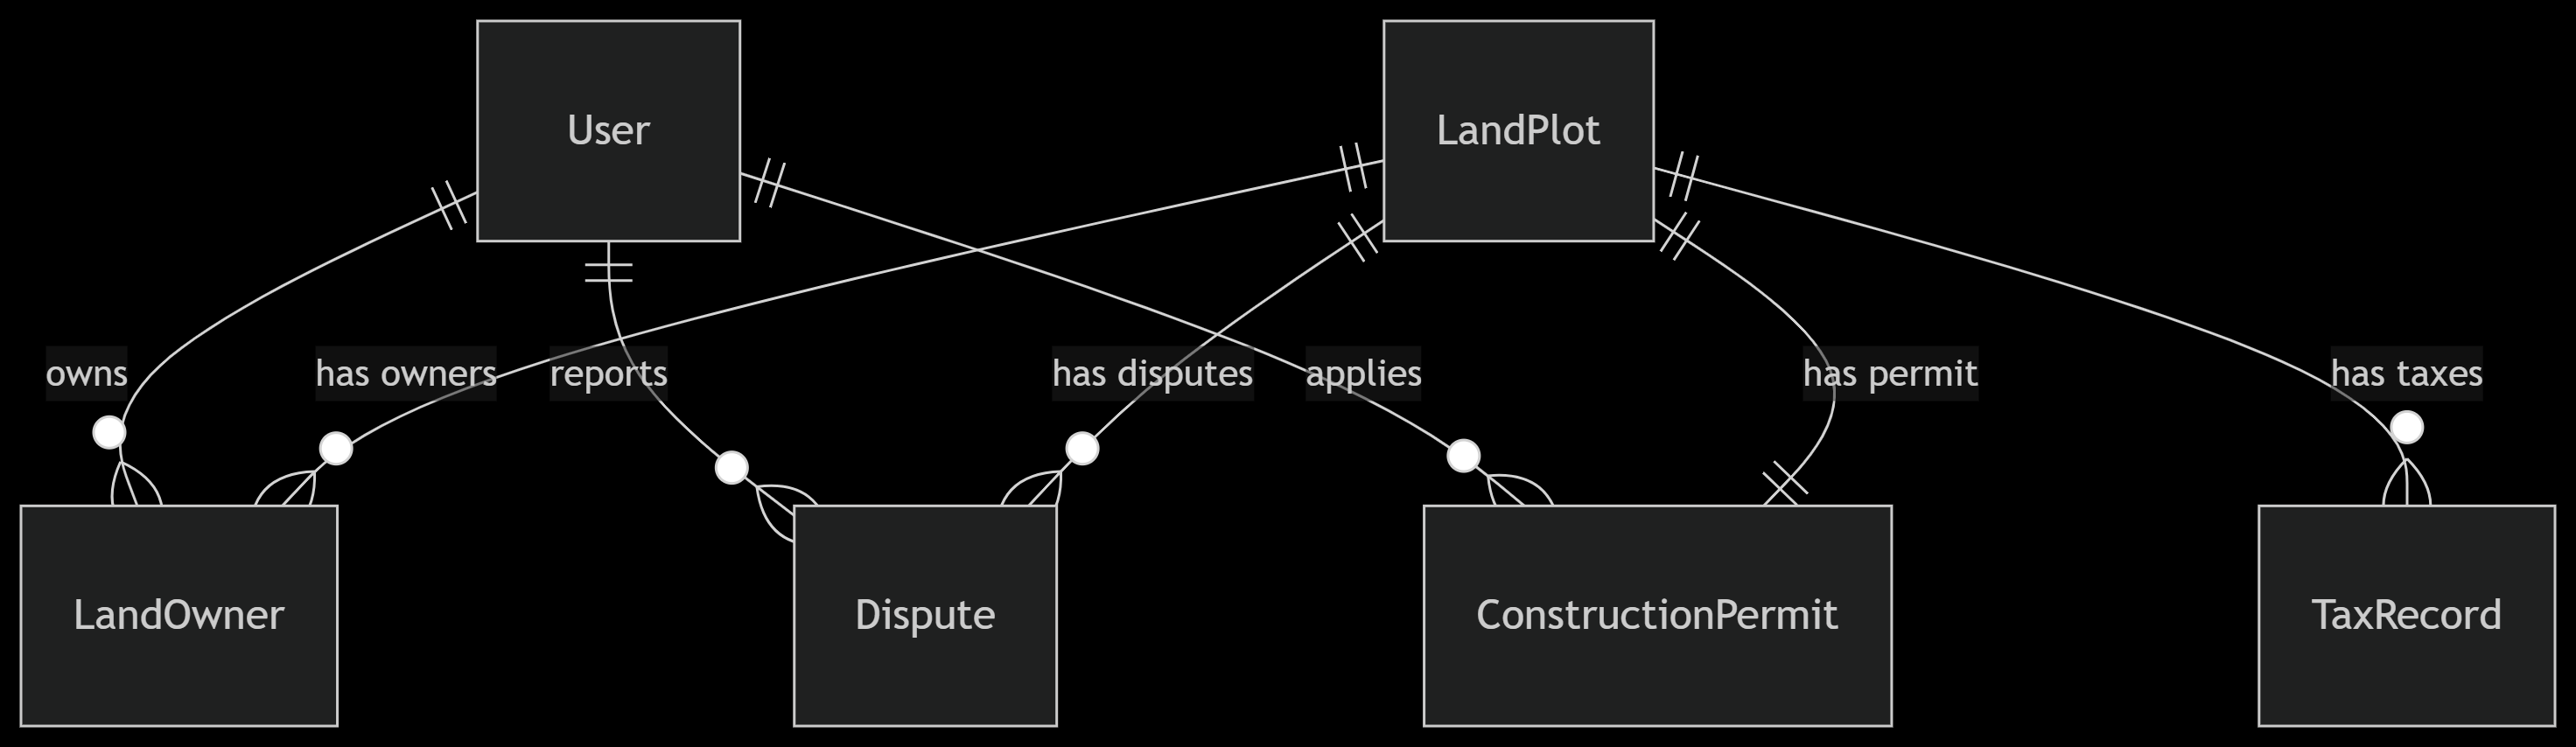 User
LandPlot
owns
has owners
reports
has disputes
applies
has permit
has taxes
LandOwner
Dispute
ConstructionPermit
TaxRecord